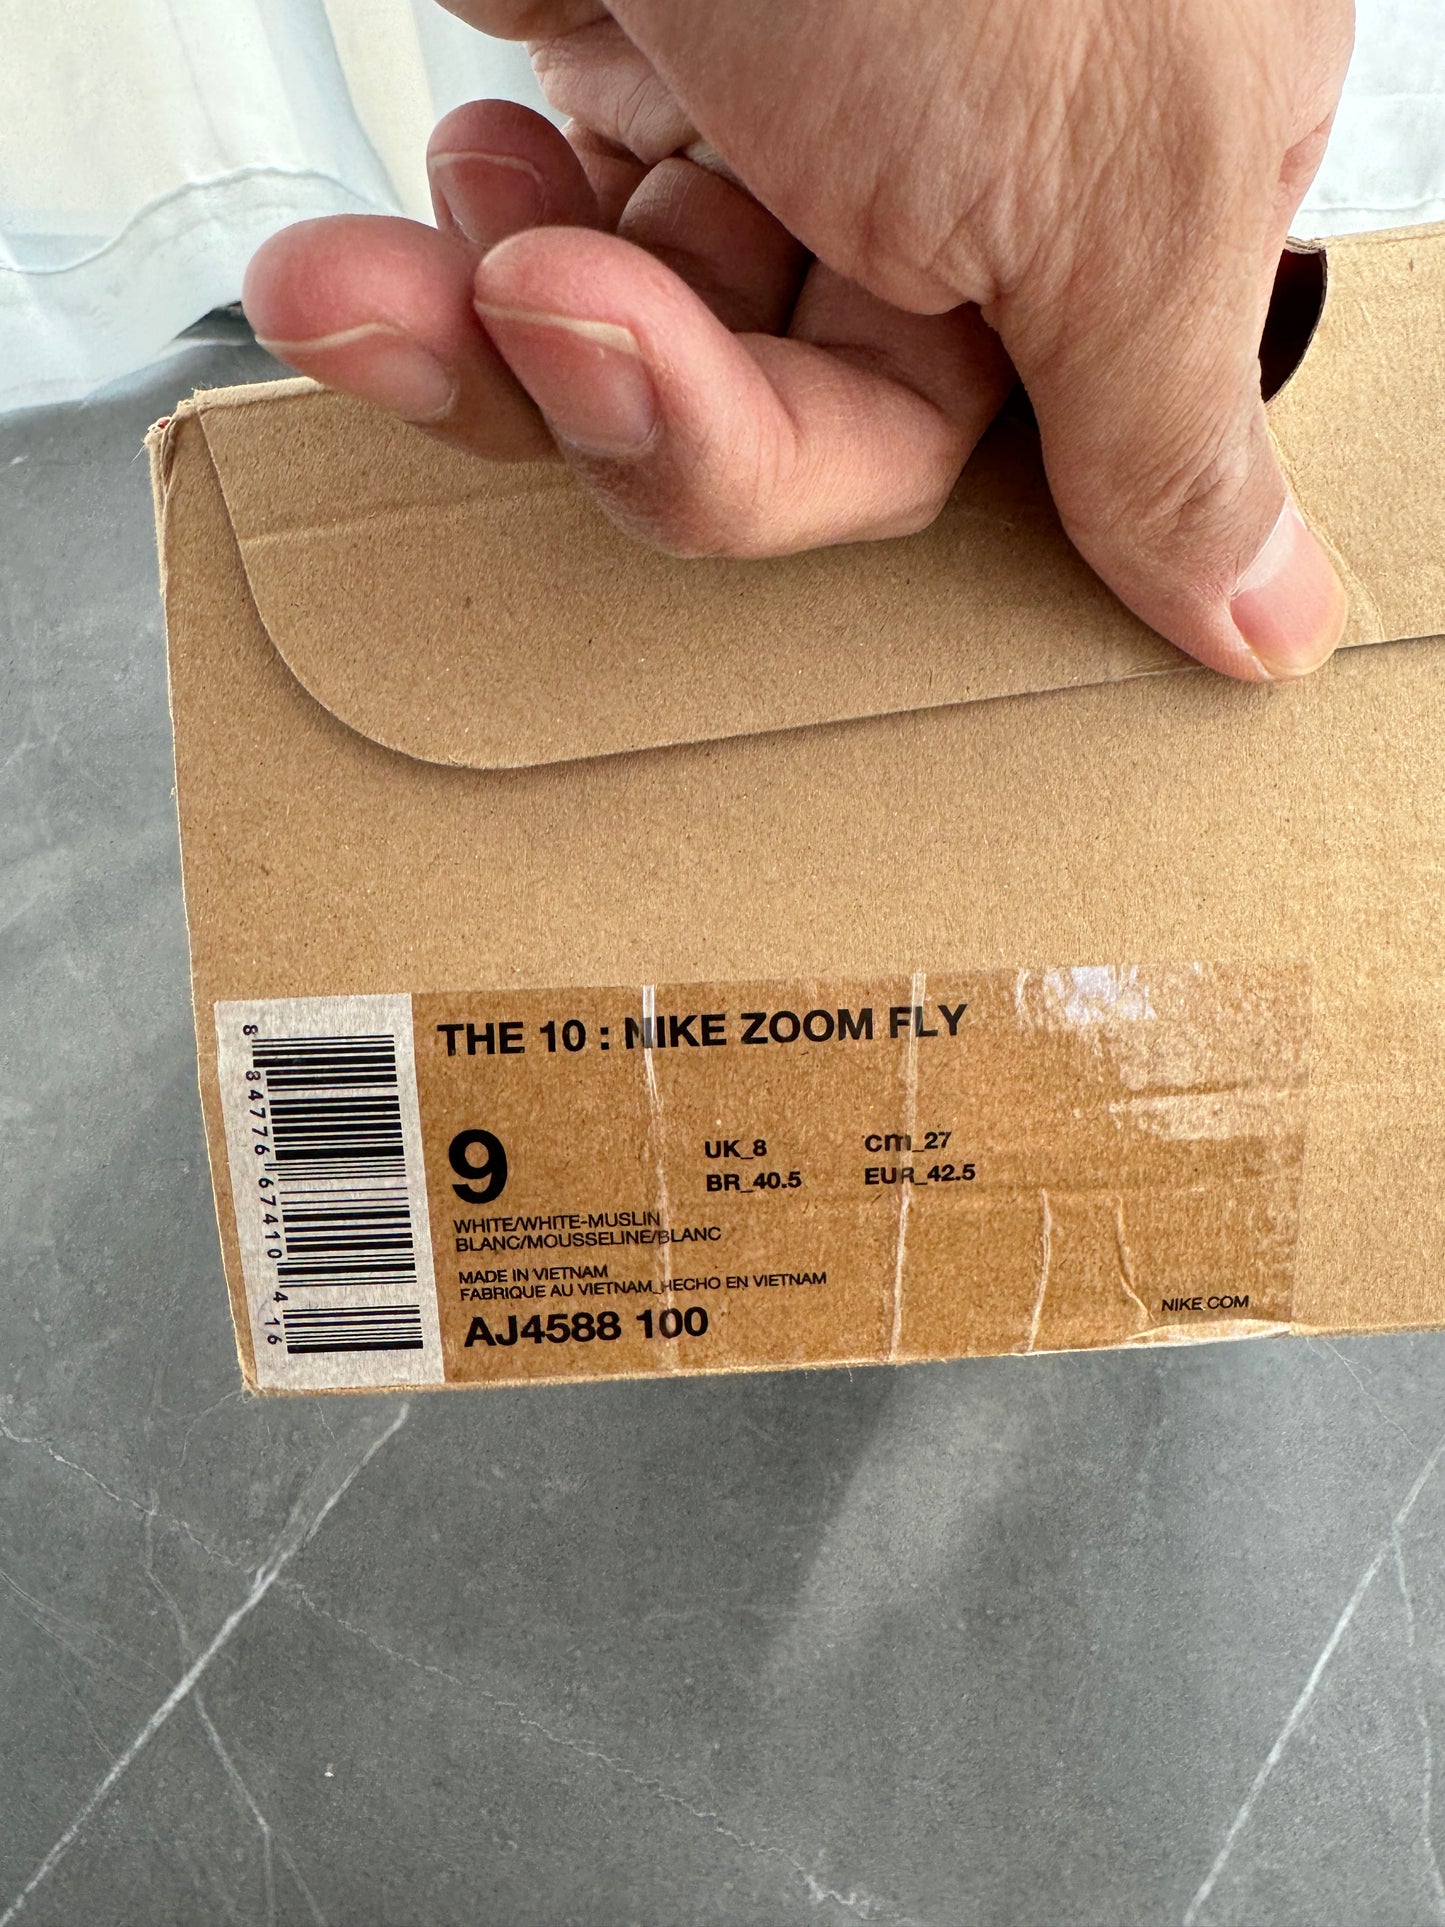 THE 10 : NIKE ZOOM FLY
9
UK_8 cm_27
BR_40.5 EUR_42.5
WHITE/WHITE-MUSLIN
BLANC/MOUSSELINE/BLANC
MADE IN VIETNAM
FABRIQUE AU VIETNAM_HECHO EN VIETNAM
AJ4588 100
NIKE.COM
8 84776 67410 4 16